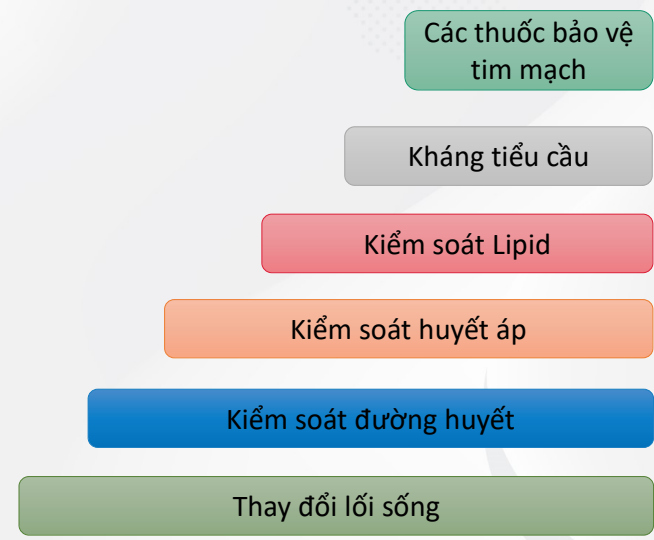 Các thuốc bảo vệ
tim mạch
Kháng tiểu cầu
Kiểm soát Lipid
Kiểm soát huyết áp
Kiểm soát đường huyết
Thay đổi lối sống